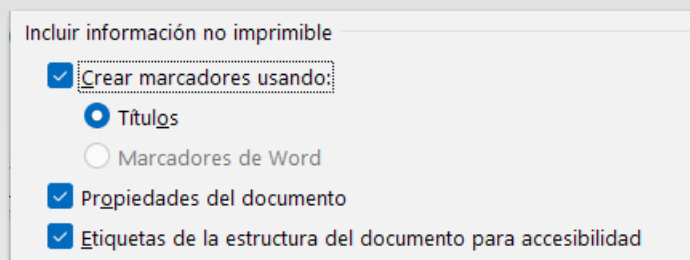 Incluir información no imprimible
Crear marcadores usando:
Títulos
Marcadores de Word
Propiedades del documento
Etiquetas de la estructura del documento para accesibilidad